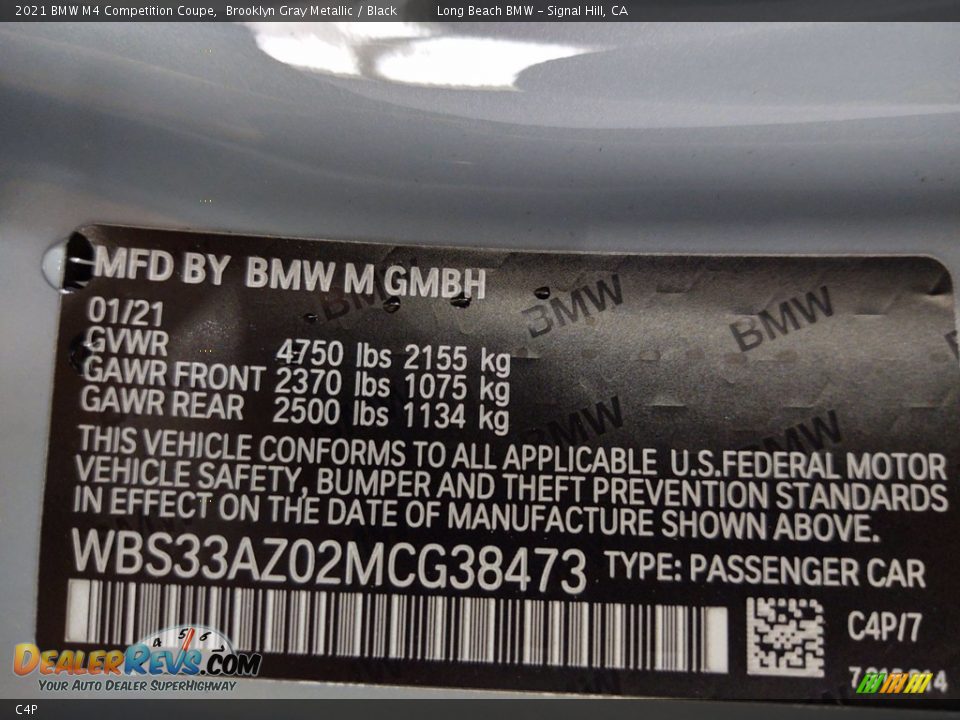 2021 BMW M4 Competition Coupe, Brooklyn Gray Metallic / Black Long Beach BMW - Signal Hill, CA
MFD BY BMW M GMBH
01/21
GVWR 4750 lbs 2155 kg
GAWR FRONT 2370 lbs 1075 kg
GAWR REAR 2500 lbs 1134 kg
THIS VEHICLE CONFORMS TO ALL APPLICABLE U.S.FEDERAL MOTOR
VEHICLE SAFETY, BUMPER AND THEFT PREVENTION STANDARDS
IN EFFECT ON THE DATE OF MANUFACTURE SHOWN ABOVE.
WBS33AZ02MCG38473 TYPE: PASSENGER CAR
C4P/7
DEALERREVS.COM
YOUR AUTO DEALER SUPERHIGHWAY
C4P